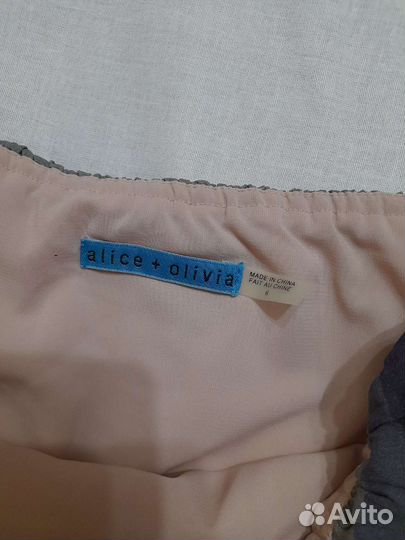 alice + olivia
MADE IN CHINA
FAIT AU CHINE
6
Avito